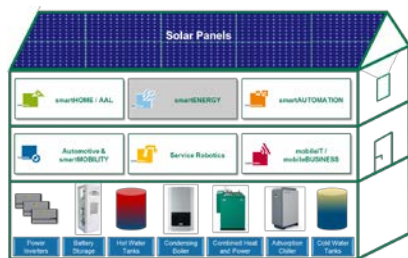 Solar Panels
smartHOME / AAL
smartENERGY
smartAUTOMATION
Automotive &
smartMOBILITY
Service Robotics
mobileIT /
mobileBUSINESS
Power
Inverters
Battery
Storage
Hot Water
Tanks
Condensing
Boiler
Combined Heat
and Power
Adsorption
Chiller
Cold Water
Tanks